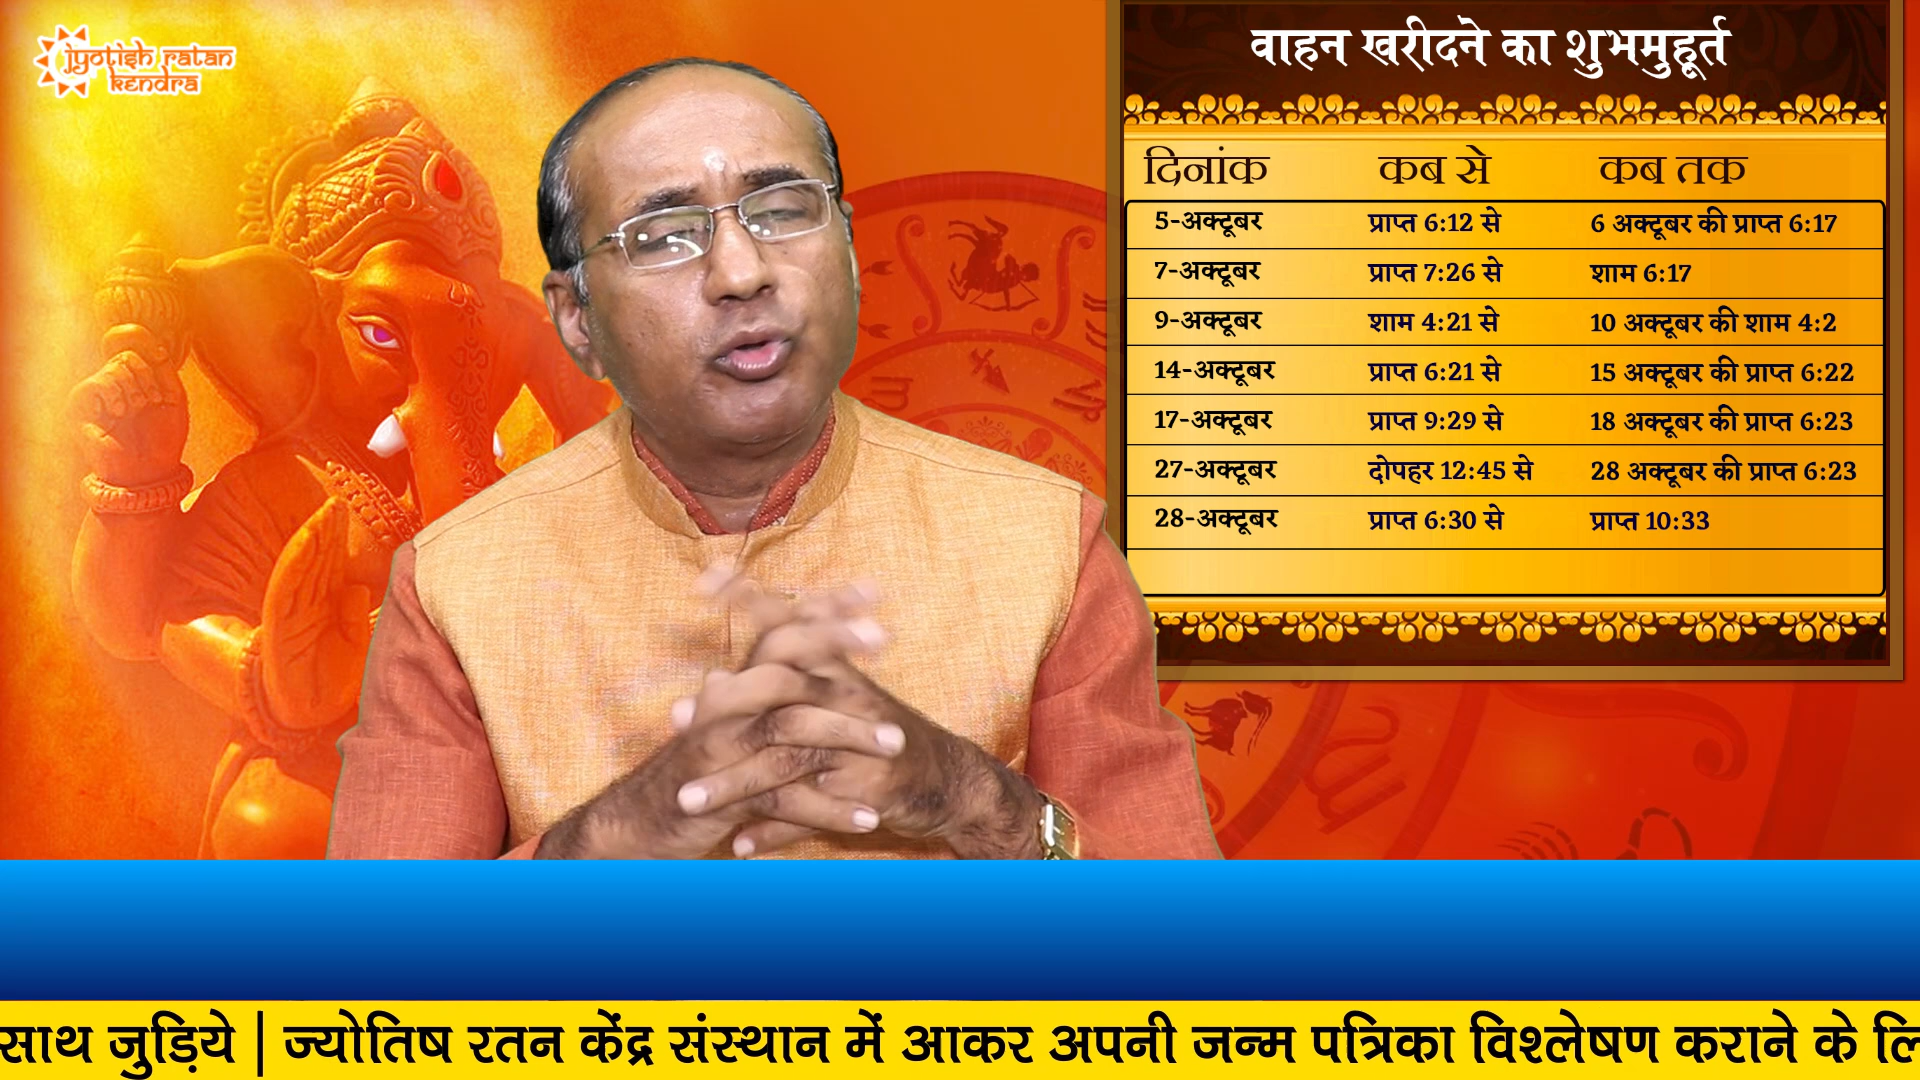 Jyotish ratan
kendra
वाहन खरीदने का शुभमुहूर्त
दिनांक कब से कब तक
5-अक्टूबर प्राप्त 6:12 से 6 अक्टूबर की प्राप्त 6:17
7-अक्टूबर प्राप्त 7:26 से शाम 6:17
9-अक्टूबर शाम 4:21 से 10 अक्टूबर की शाम 4:2
14-अक्टूबर प्राप्त 6:21 से 15 अक्टूबर की प्राप्त 6:22
17-अक्टूबर प्राप्त 9:29 से 18 अक्टूबर की प्राप्त 6:23
27-अक्टूबर दोपहर 12:45 से 28 अक्टूबर की प्राप्त 6:23
28-अक्टूबर प्राप्त 6:30 से प्राप्त 10:33
साथ जुड़िये | ज्योतिष रतन केंद्र संस्थान में आकर अपनी जन्म पत्रिका विश्लेषण कराने के लि